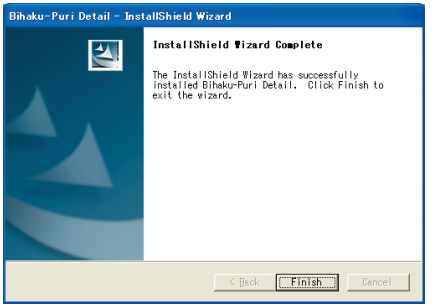 Bihaku-Puri Detail - InstallShield Wizard
InstallShield Wizard Complete
The InstallShield Wizard has successfully
installed Bihaku-Puri Detail. Click Finish to
exit the wizard.
< Back
Finish
Cancel